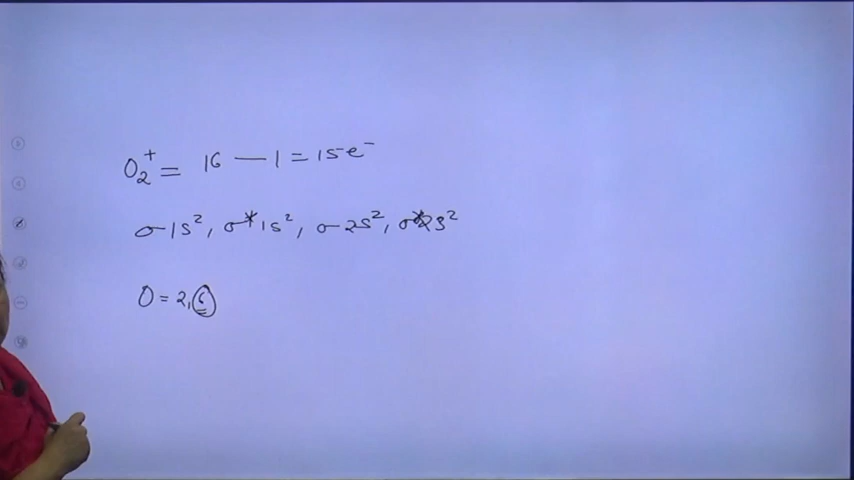 O₂⁺ = 16 — 1 = 15e⁻
σ1s², σ*1s², σ2s², σ*2s²
O = 2,6